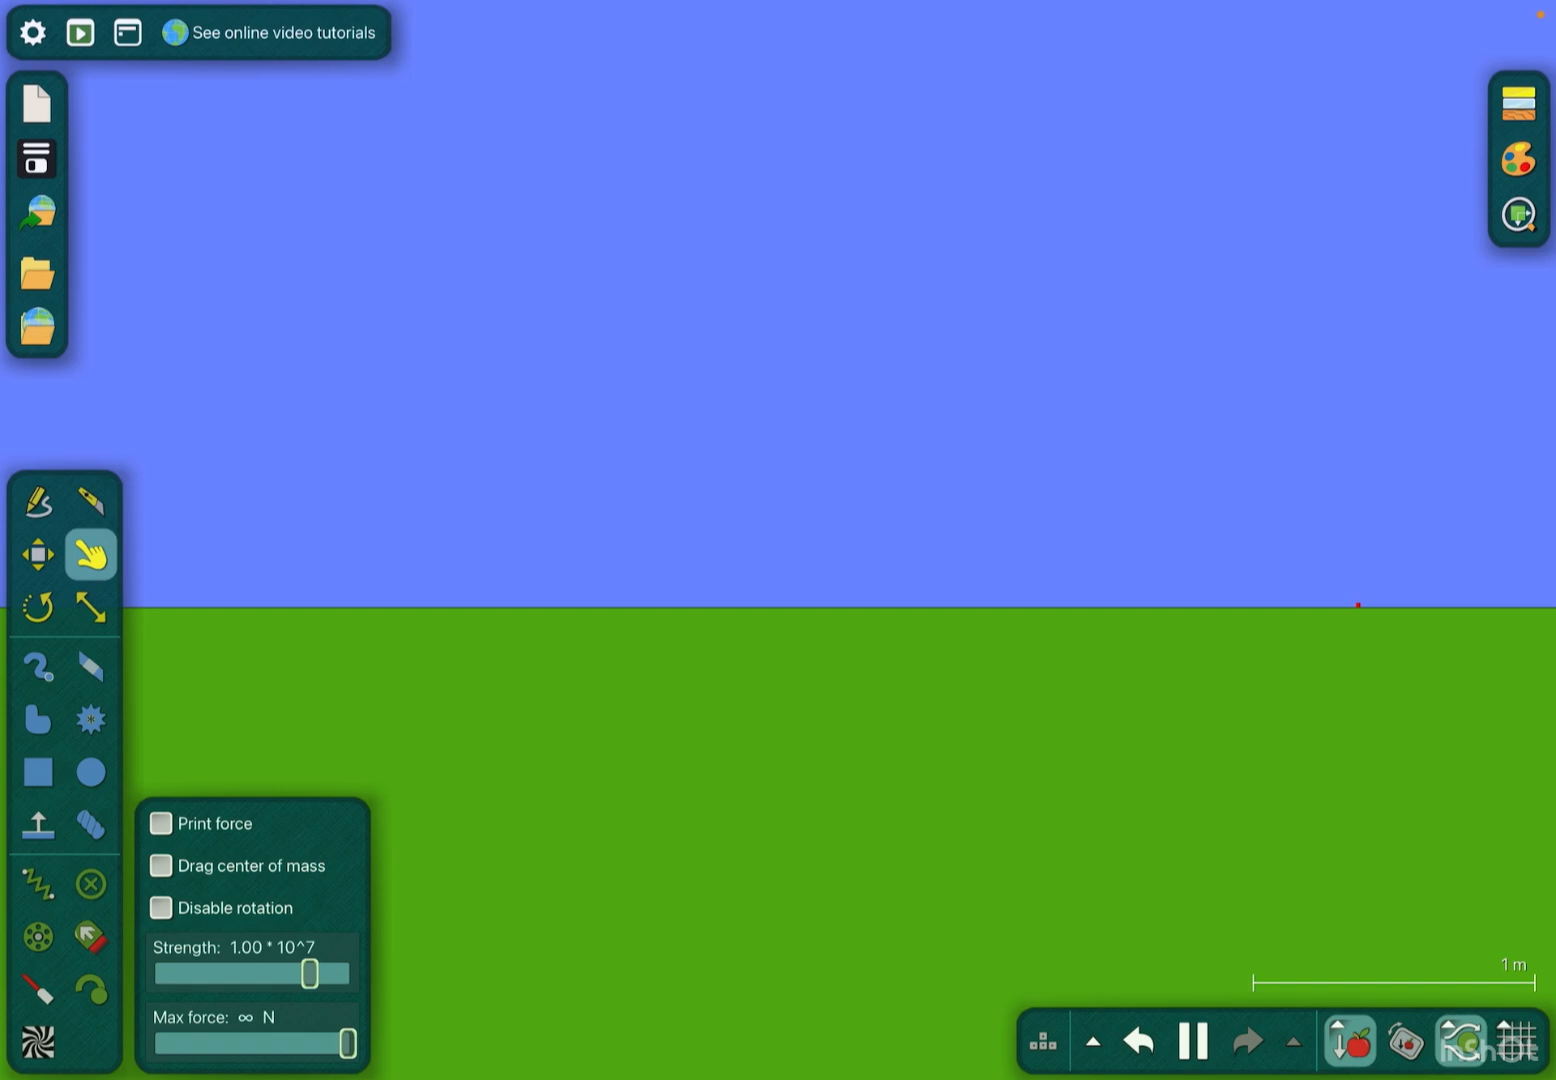 See online video tutorials
Print force
Drag center of mass
Disable rotation
Strength: 1.00 * 10^7
Max force: ∞ N
1 m
InShOt